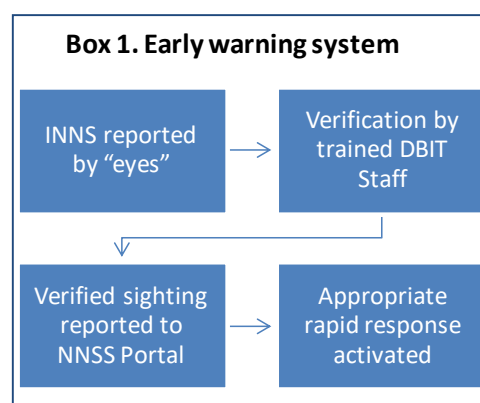 Box 1. Early warning system
INNS reported
by “eyes”
Verification by
trained DBIT
Staff
Verified sighting
reported to
NNSS Portal
Appropriate
rapid response
activated